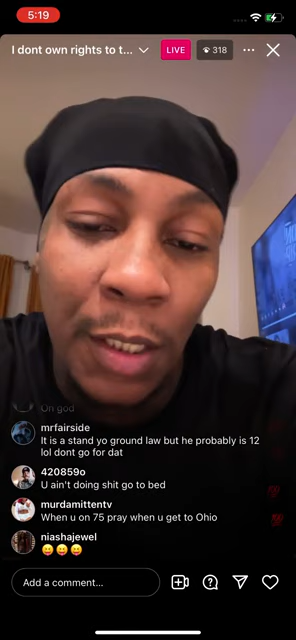 5:19
I dont own rights to t...
LIVE
318
On god
mrfairside
It is a stand yo ground law but he probably is 12
lol dont go for dat
420859o
U ain't doing shit go to bed
murdamittentv
When u on 75 pray when u get to Ohio
niashajewel
😛😛😛
Add a comment...